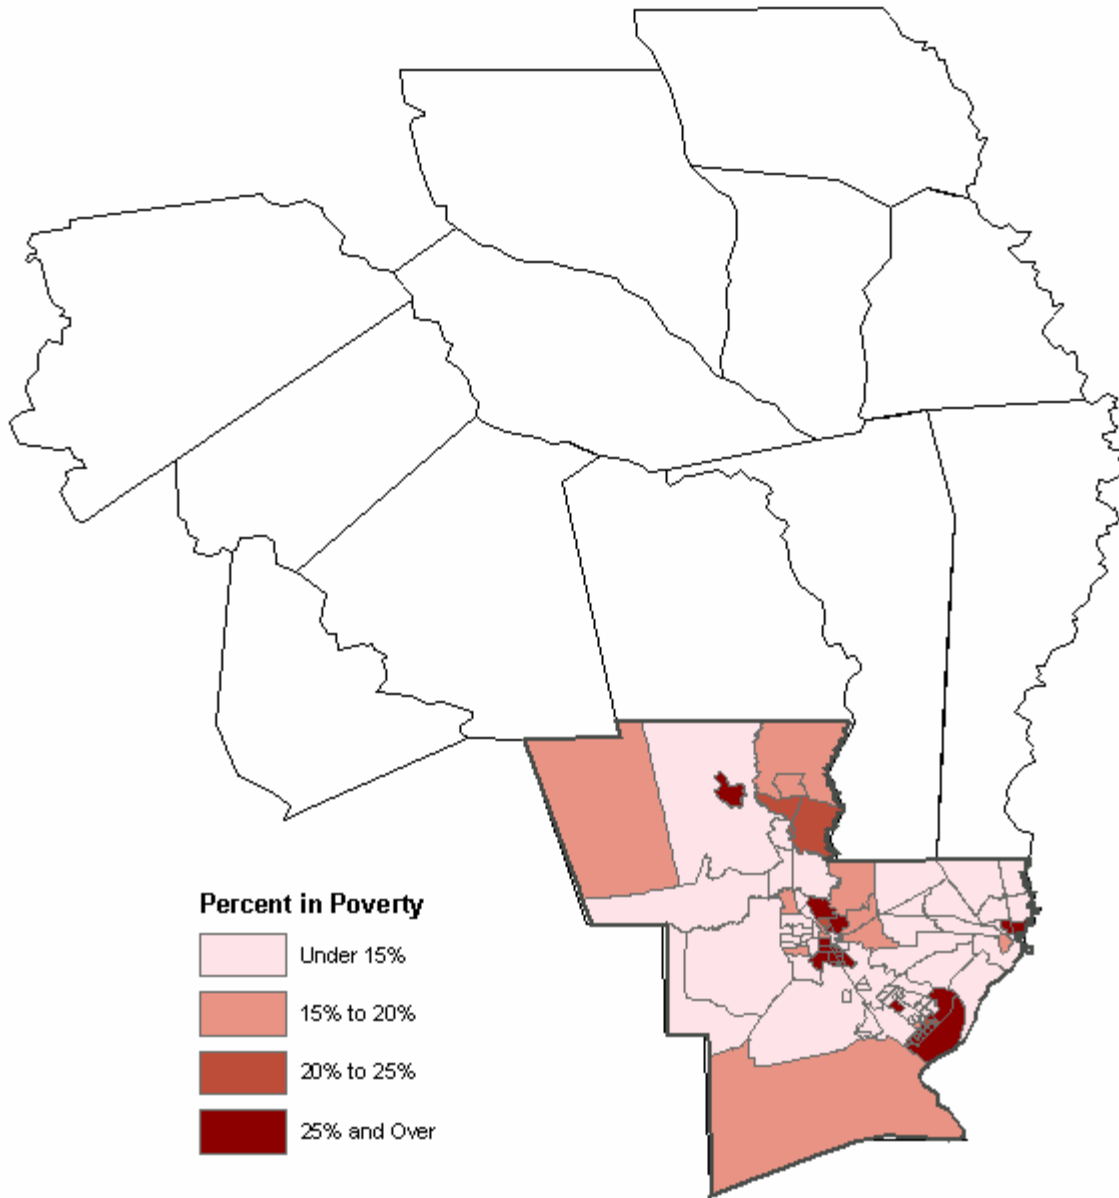 Percent in Poverty
Under 15%
15% to 20%
20% to 25%
25% and Over